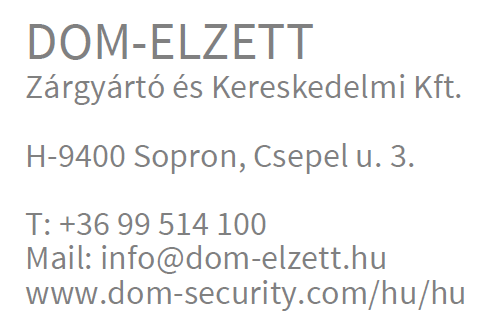 DOM-ELZETT
Zárgyártó és Kereskedelmi Kft.
H-9400 Sopron, Csepel u. 3.
T: +36 99 514 100
Mail: info@dom-elzett.hu
www.dom-security.com/hu/hu